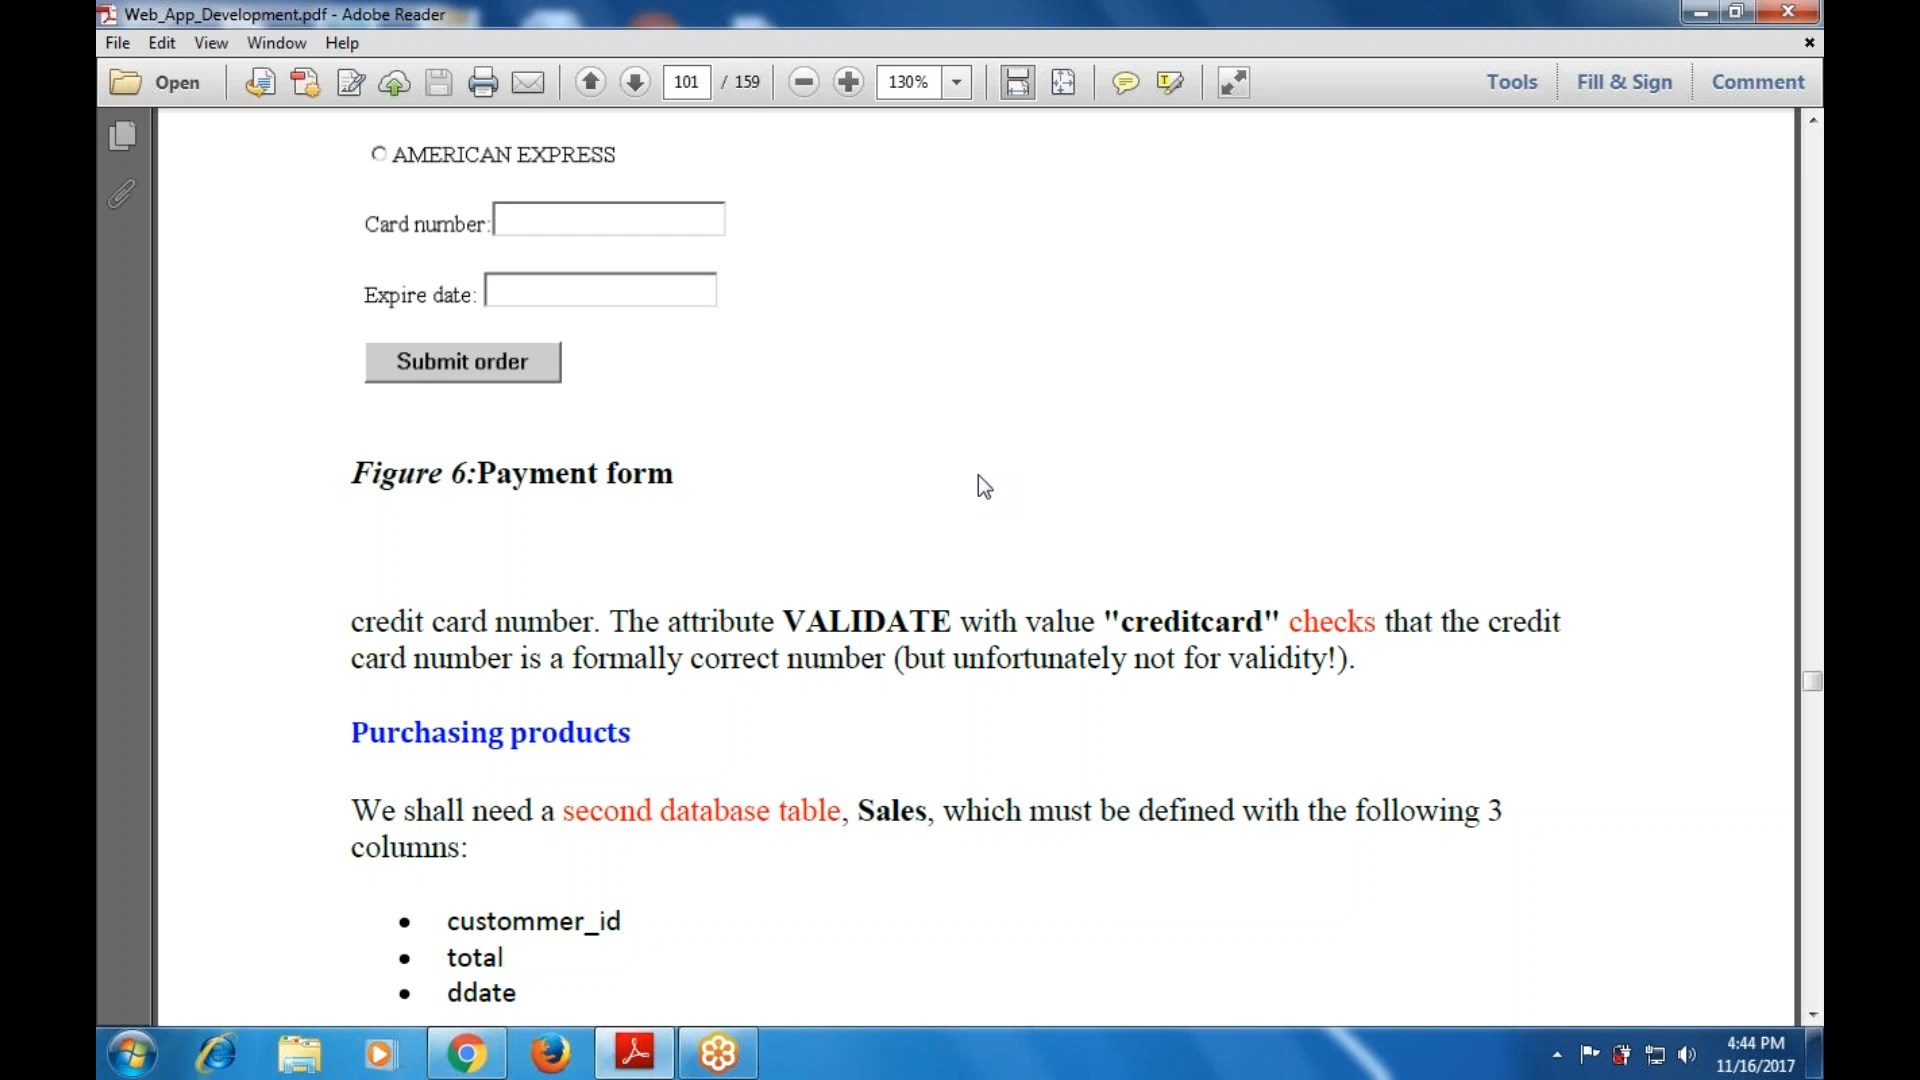 Web_App_Development.pdf - Adobe Reader
File Edit View Window Help
Open 101 / 159 130% Tools Fill & Sign Comment
AMERICAN EXPRESS
Card number:
Expire date:
Submit order
Figure 6:Payment form
credit card number. The attribute VALIDATE with value "creditcard" checks that the credit
card number is a formally correct number (but unfortunately not for validity!).
Purchasing products
We shall need a second database table, Sales, which must be defined with the following 3
columns:
• custommer_id
• total
• ddate
4:44 PM
11/16/2017